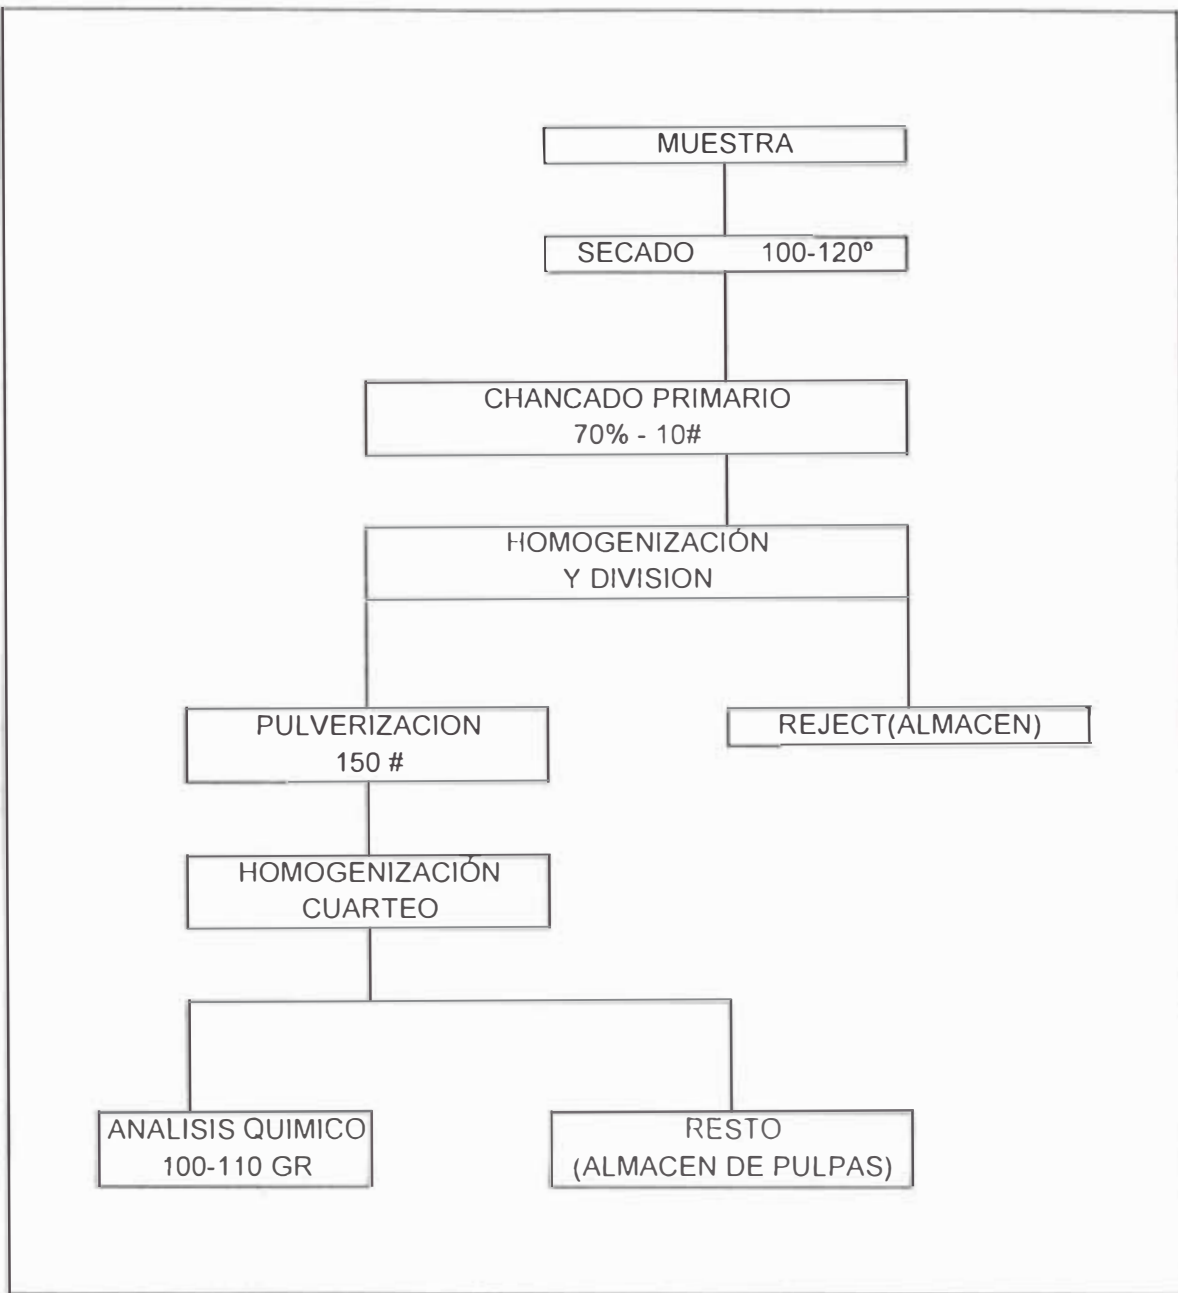 MUESTRA
SECADO 100-120º
CHANCADO PRIMARIO
70% - 10#
HOMOGENIZACIÓN
Y DIVISION
PULVERIZACION
150 #
REJECT(ALMACEN)
HOMOGENIZACIÓN
CUARTEO
ANALISIS QUIMICO
100-110 GR
RESTO
(ALMACEN DE PULPAS)